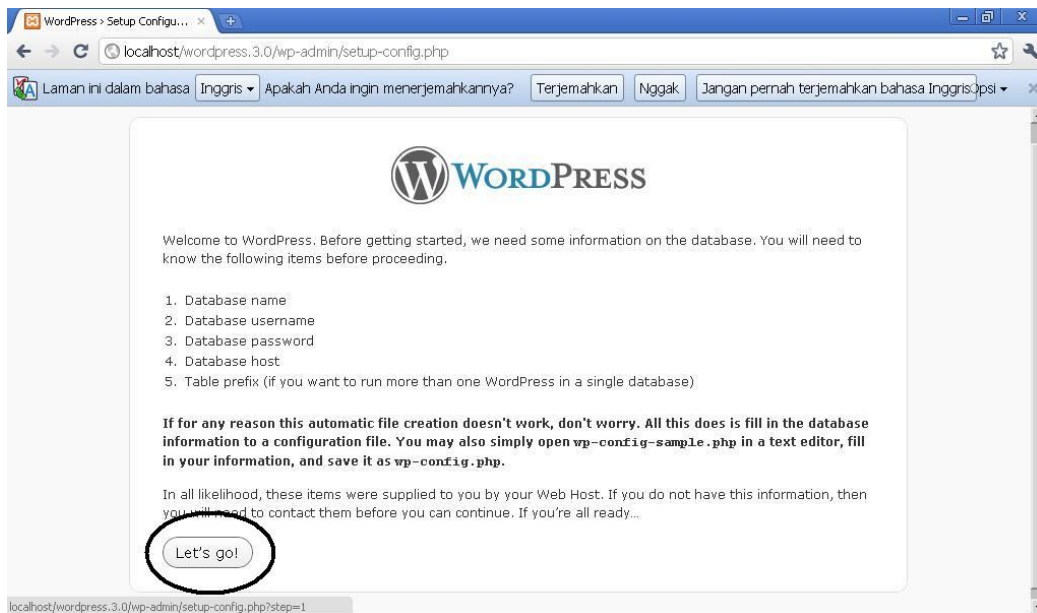 WordPress › Setup Configu...
localhost/wordpress.3.0/wp-admin/setup-config.php
Laman ini dalam bahasa Inggris Apakah Anda ingin menerjemahkannya? Terjemahkan Nggak Jangan pernah terjemahkan bahasa Inggris Opsi
WORDPRESS
Welcome to WordPress. Before getting started, we need some information on the database. You will need to
know the following items before proceeding.
1. Database name
2. Database username
3. Database password
4. Database host
5. Table prefix (if you want to run more than one WordPress in a single database)
If for any reason this automatic file creation doesn't work, don't worry. All this does is fill in the database
information to a configuration file. You may also simply open wp-config-sample.php in a text editor, fill
in your information, and save it as wp-config.php.
In all likelihood, these items were supplied to you by your Web Host. If you do not have this information, then
you will need to contact them before you can continue. If you're all ready...
Let's go!
localhost/wordpress.3.0/wp-admin/setup-config.php?step=1